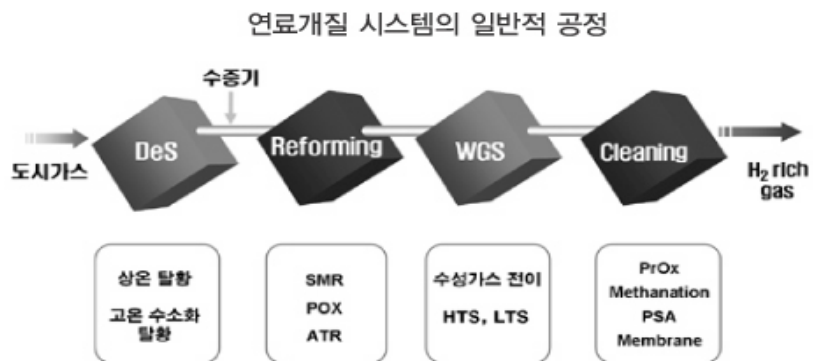 연료개질 시스템의 일반적 공정
수증기
도시가스
DeS
Reforming
WGS
Cleaning
H₂ rich
gas
상온 탈황
고온 수소화
탈황
SMR
POX
ATR
수성가스 전이
HTS, LTS
PrOx
Methanation
PSA
Membrane